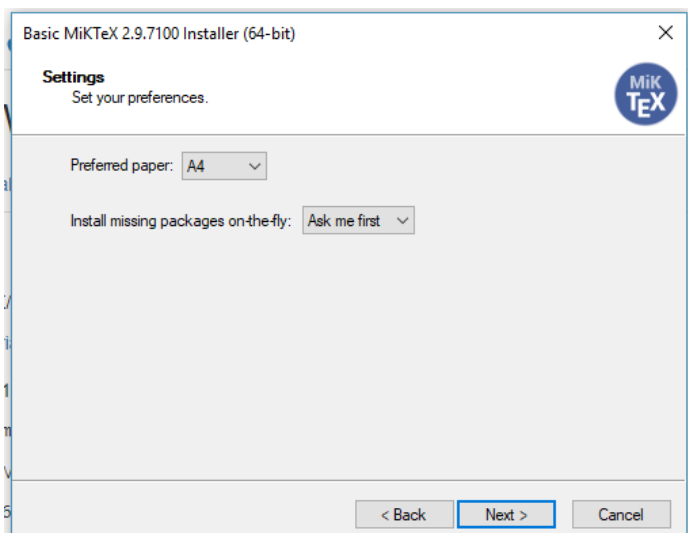 Basic MiKTeX 2.9.7100 Installer (64-bit)
Settings
Set your preferences.
MiK
TEX
Preferred paper: A4
Install missing packages on-the-fly: Ask me first
< Back Next > Cancel